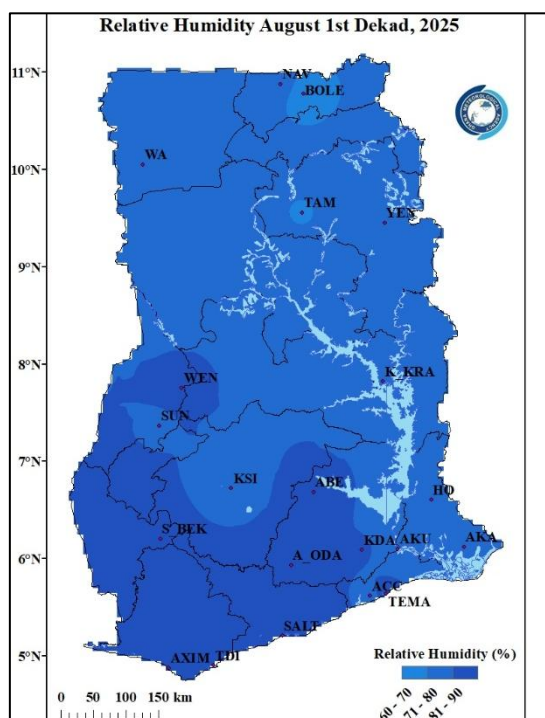 Relative Humidity August 1st Dekad, 2025
11°N
NAV
BOLE
WA
10°N
TAM
YEN
9°N
8°N
WEN
K_KRA
SUN
7°N
KSI
ABE
HO
S_BEK
KDA
AKU
AKA
6°N
A_ODA
ACC
TEMA
SALT
5°N
AXIM
TDI
Relative Humidity (%)
0 50 100 150 km
60 - 70
71 - 80
81 - 90